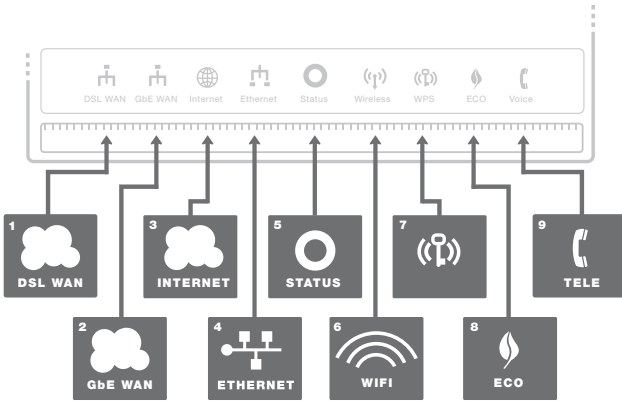 DSL WAN GbE WAN Internet Ethernet Status Wireless WPS ECO Voice
1
DSL WAN
3
INTERNET
5
STATUS
7
9
TELE
2
GbE WAN
4
ETHERNET
6
WIFI
8
ECO